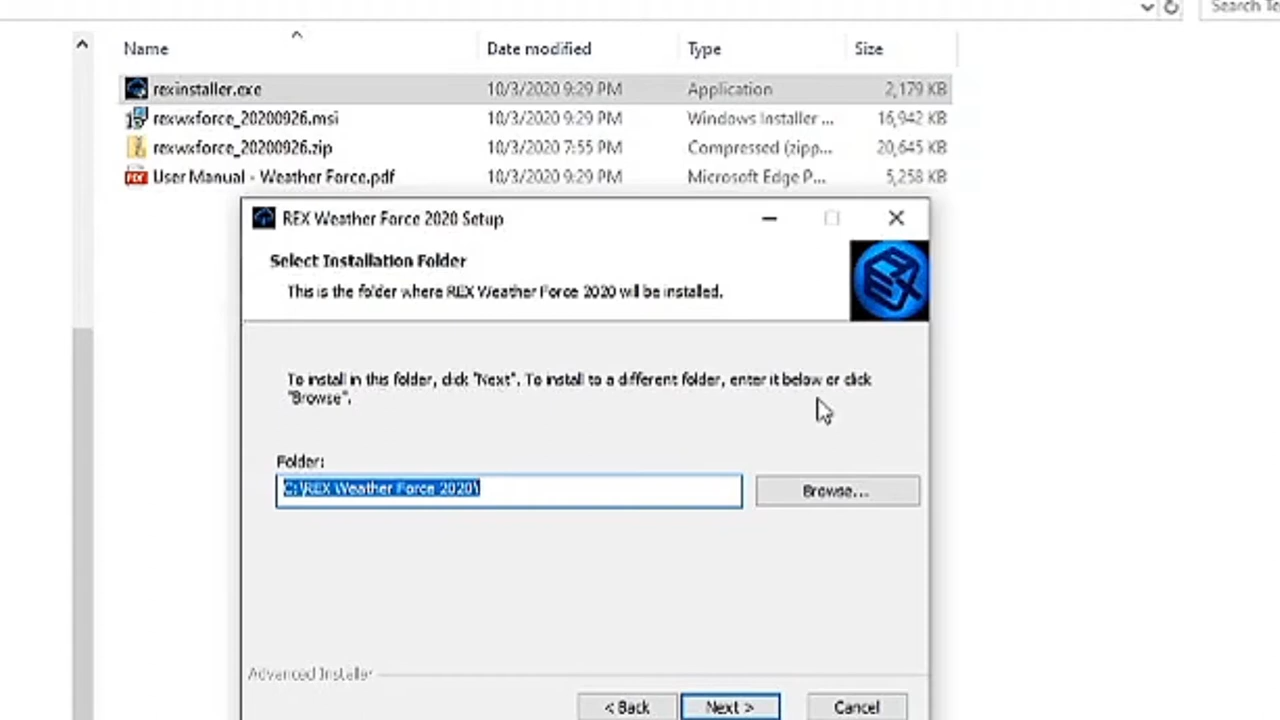 Search Te
Name Date modified Type Size
rexinstaller.exe 10/3/2020 9:29 PM Application 2,179 KB
rexwxforce_20200926.msi 10/3/2020 9:29 PM Windows Installer ... 16,942 KB
rexwxforce_20200926.zip 10/3/2020 7:55 PM Compressed (zipp... 20,645 KB
PDF User Manual - Weather Force.pdf 10/3/2020 9:29 PM Microsoft Edge P... 5,258 KB
REX Weather Force 2020 Setup
Select Installation Folder
This is the folder where REX Weather Force 2020 will be installed.
REX
To install in this folder, click "Next". To install to a different folder, enter it below or click
"Browse".
Folder:
C:\REX Weather Force 2020\
Browse...
Advanced Installer
< Back Next > Cancel